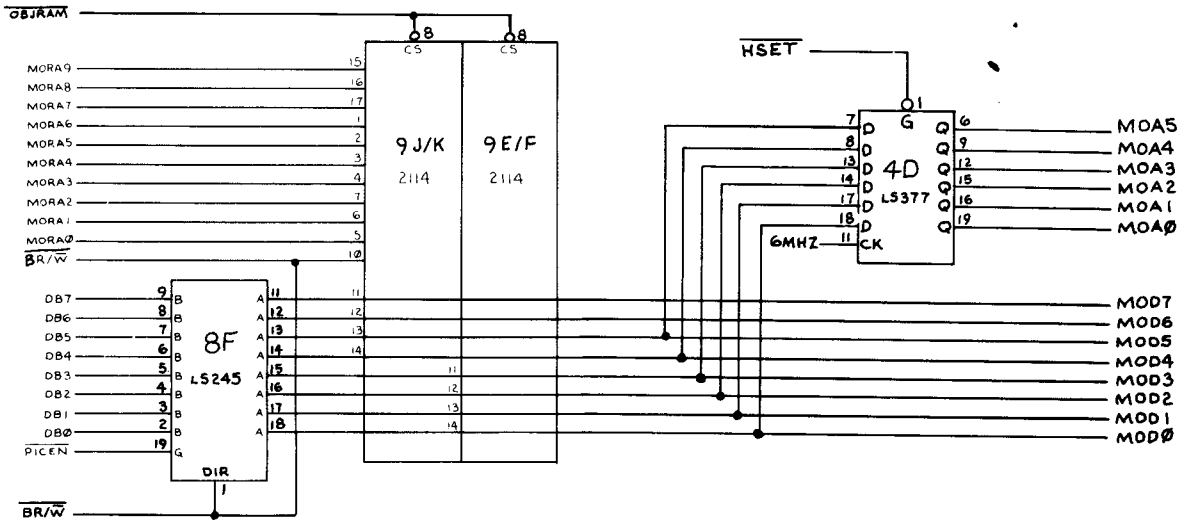 OBJRAM
8 8
CS CS
HSET
MORA9 15
MORA8 16
MORA7 17
MORA6 1
MORA5 2
MORA4 3
MORA3 4
MORA2 7
MORA1 6
MORAØ 5
BR/W 10
9J/K 9E/F
2114 2114
1
G
7 D Q 6 MOA5
8 D Q 9 MOA4
13 D Q 12 MOA3
14 D Q 15 MOA2
17 D Q 16 MOA1
18 D Q 19 MOAØ
4D
LS377
6MHZ 11 CK
DB7 9 B A 11 11 MOD7
DB6 8 B A 12 12 MOD6
DB5 7 B A 13 13 MOD5
DB4 6 B A 14 14 MOD4
DB3 5 B A 15 11 MOD3
DB2 4 B A 16 12 MOD2
DB1 3 B A 17 13 MOD1
DBØ 2 B A 18 14 MODØ
8F
LS245
PICEN 19 G
DIR
1
BR/W